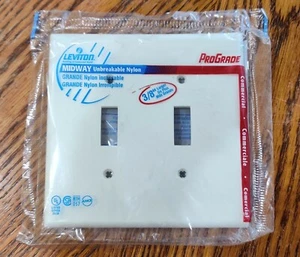 LEVITON
PROGRADE
MIDWAY Unbreakable Nylon
GRANDE Nylon Incassable
GRANDE Nylon Irrompible
3/8"
Commercial
•
Commerciale
•
Comercial